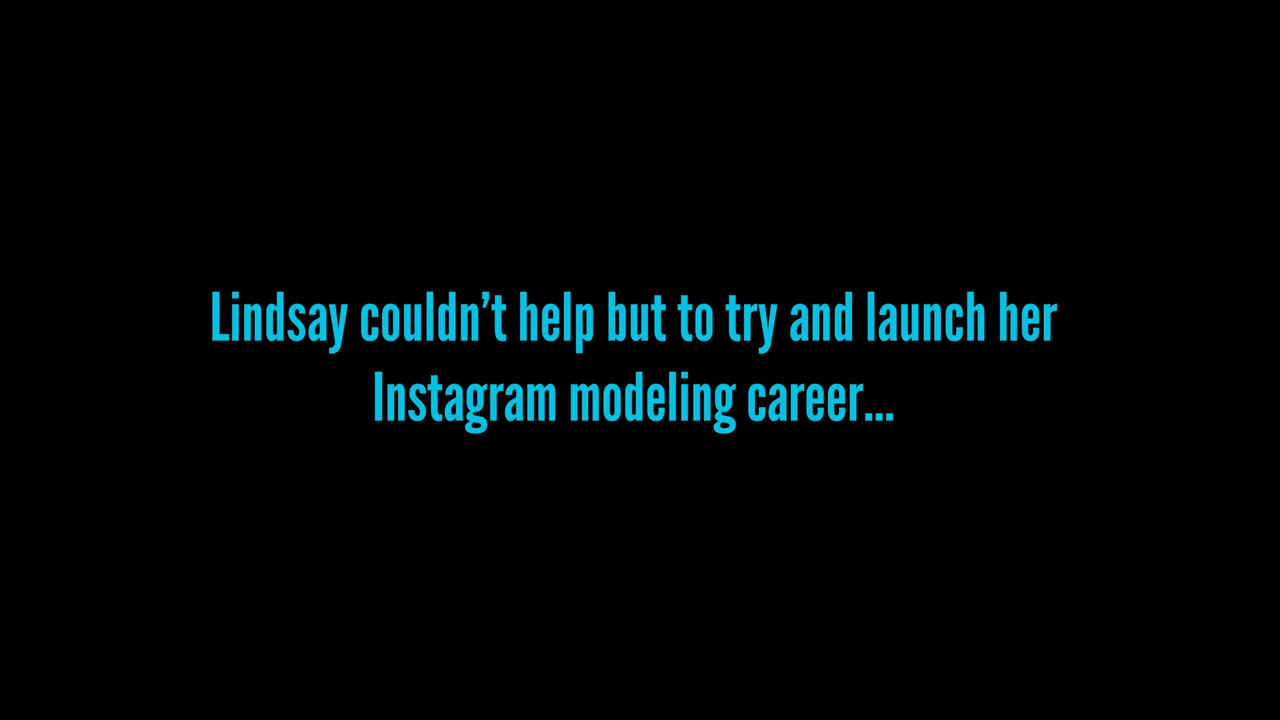 Lindsay couldn’t help but to try and launch her
Instagram modeling career...